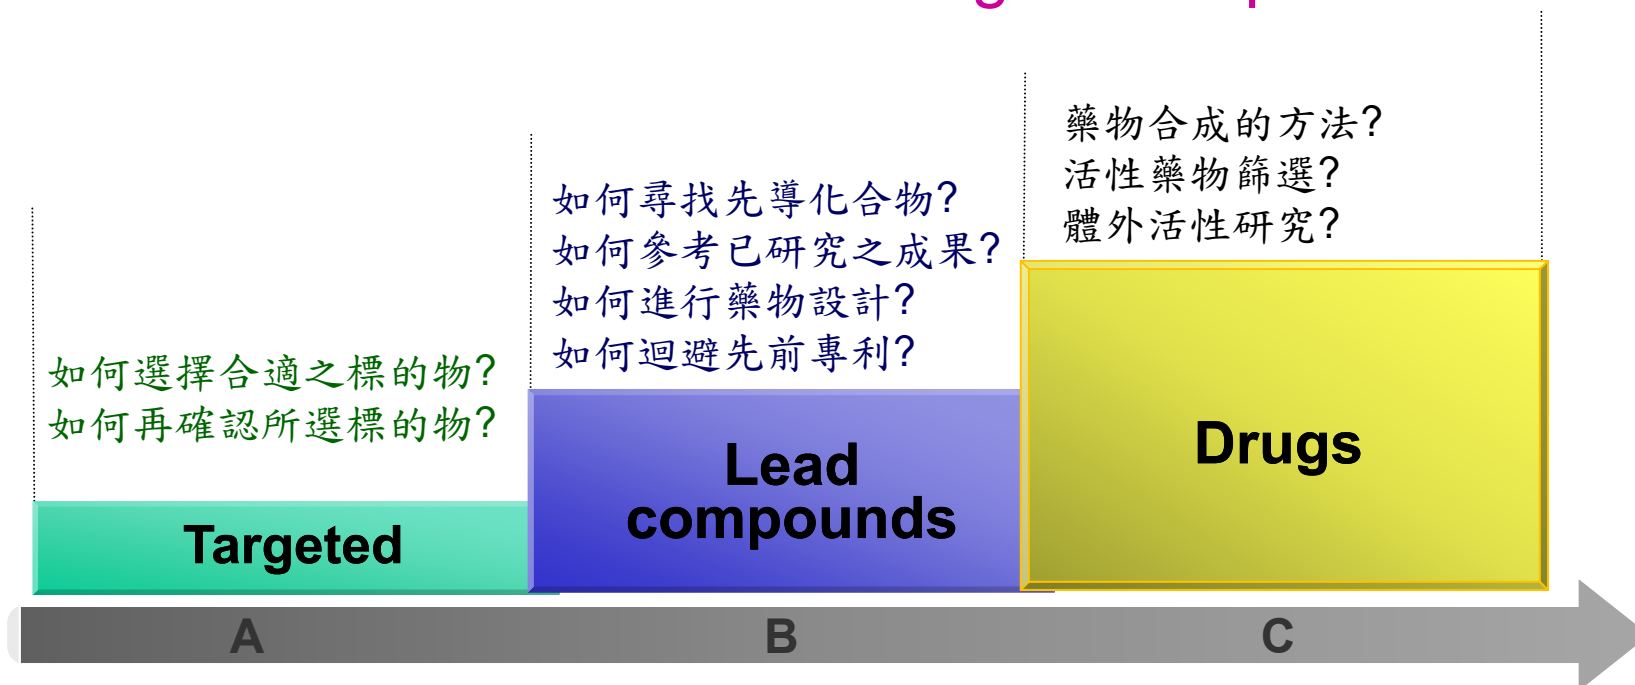 如何選擇合適之標的物?
如何再確認所選標的物?
Targeted
如何尋找先導化合物?
如何參考已研究之成果?
如何進行藥物設計?
如何迴避先前專利?
Lead
compounds
藥物合成的方法?
活性藥物篩選?
體外活性研究?
Drugs
A
B
C